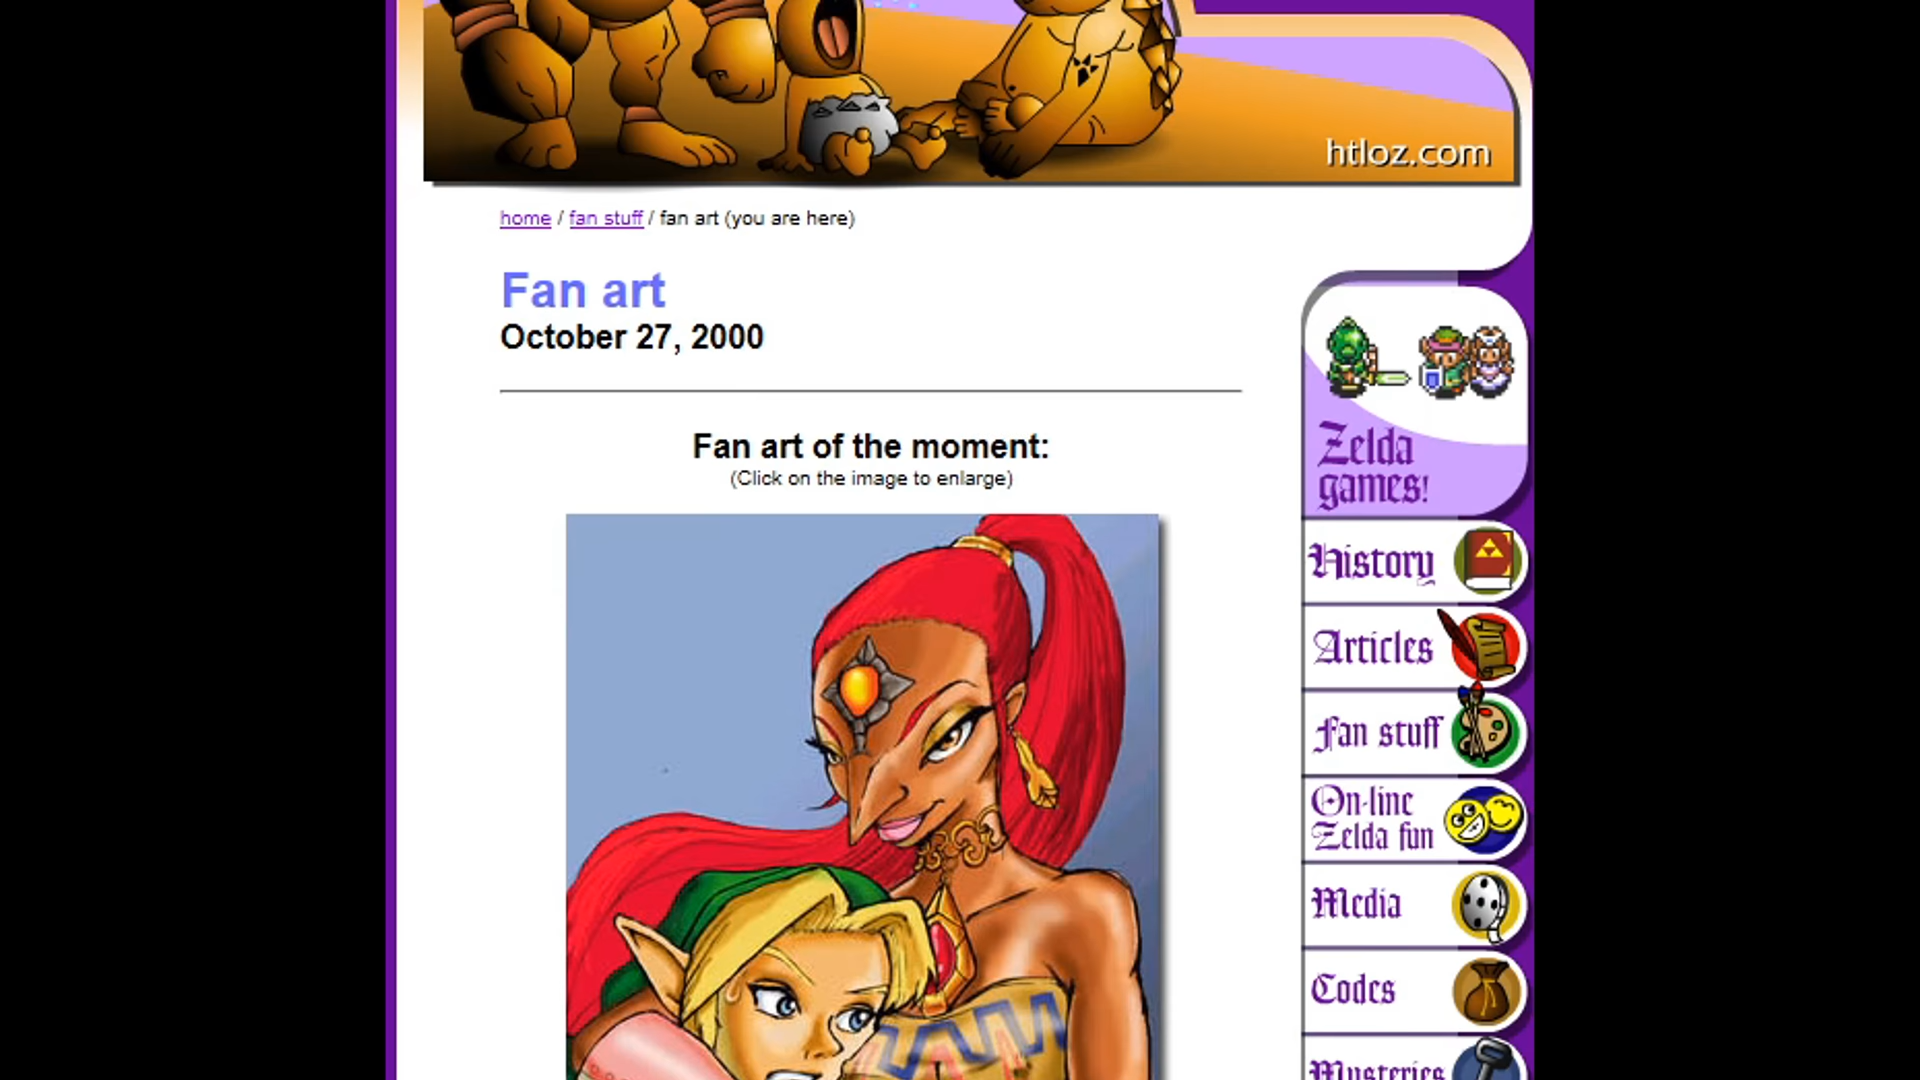 htloz.com
home / fan stuff / fan art (you are here)
Fan art
October 27, 2000
Fan art of the moment:
(Click on the image to enlarge)
Zelda
games!
History
Articles
Fan stuff
On-line
Zelda fun
Media
Codes
Mysteries